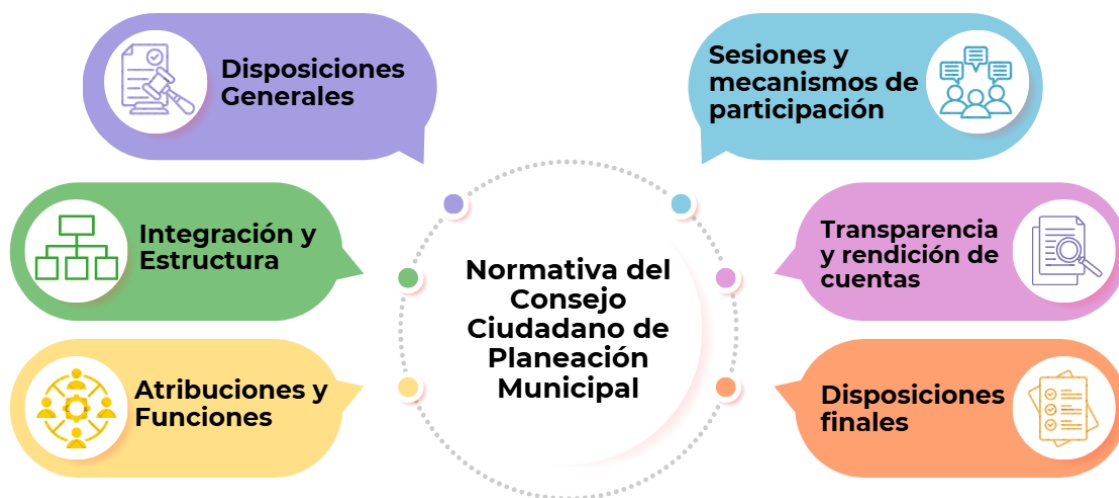 Disposiciones
Generales
Integración y
Estructura
Atribuciones y
Funciones
Normativa del
Consejo
Ciudadano de
Planeación
Municipal
Sesiones y
mecanismos de
participación
Transparencia
y rendición de
cuentas
Disposiciones
finales